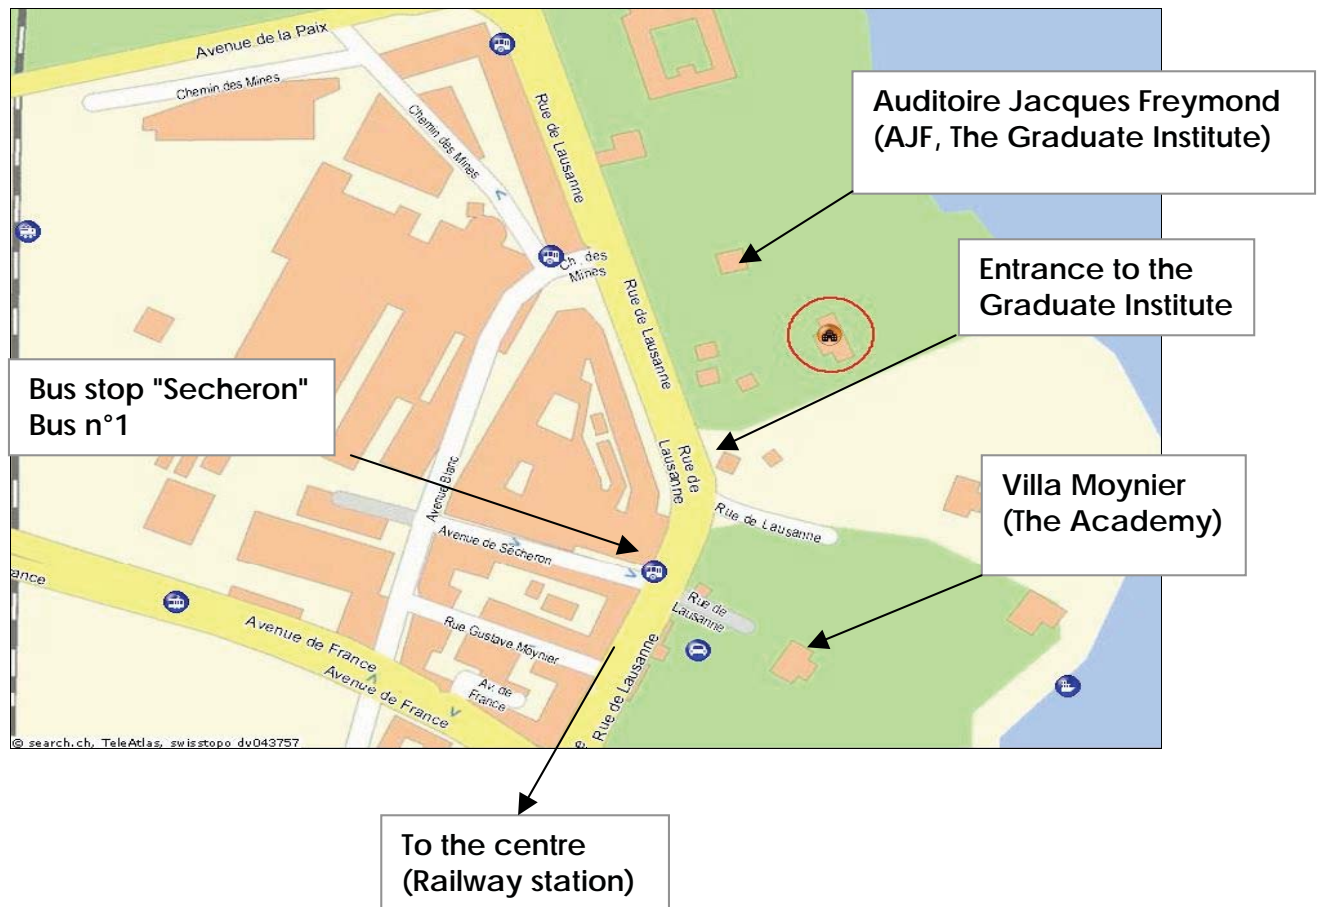 Avenue de la Paix
Chemin des Mines
Chemin des Mines
Rue de Lausanne
Auditoire Jacques Freymond
(AJF, The Graduate Institute)
Ch. des
Mines
Rue de Lausanne
Entrance to the
Graduate Institute
Bus stop "Secheron"
Bus n°1
Rue de
Lausanne
Avenue Blanc
Villa Moynier
(The Academy)
Rue de Lausanne
Avenue de Secheron
ance
Rue de
Lausanne
Avenue de France
Rue Gustave Moynier
Avenue de France
Av. de
France
Rue de Lausanne
e
© search.ch, TeleAtlas, swisstopo dv043757
To the centre
(Railway station)